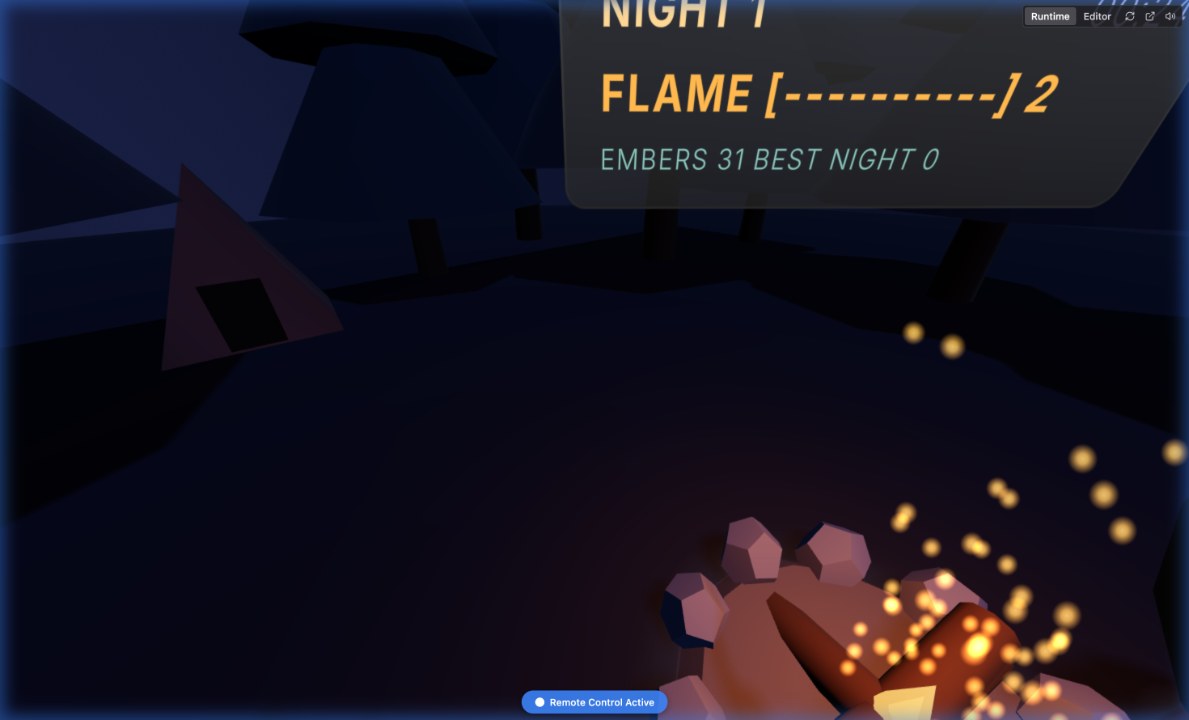 NIGHT 1
Runtime Editor
FLAME [----------] 2
EMBERS 31 BEST NIGHT 0
Remote Control Active